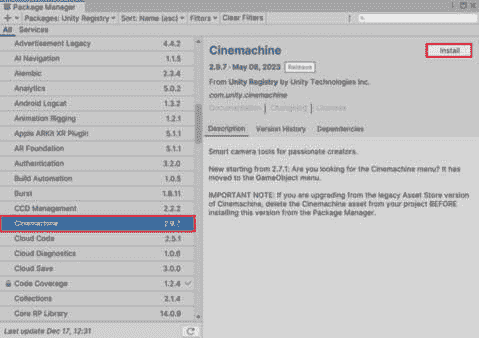 Package Manager
+ Packages: Unity Registry Sort: Name (asc) Filters Clear Filters
All Services
Advertisement Legacy 4.4.2
AI Navigation 1.1.5
Alembic 2.3.4
Analytics 5.0.2
Android Logcat 1.3.2
Animation Rigging 1.2.1
Apple ARKit XR Plugin 5.1.1
AR Foundation 5.1.1
Authentication 3.2.0
Build Automation 1.0.5
Burst 1.8.11
CCD Management 2.2.2
Cinemachine 2.9.7
Cloud Code 2.5.1
Cloud Diagnostics 1.0.6
Cloud Save 3.0.0
Code Coverage 1.2.4
Collections 2.1.4
Core RP Library 14.0.9
Last update Dec 17, 12:31
Cinemachine
Install
2.9.7 · May 08, 2023 Release
From Unity Registry by Unity Technologies Inc.
com.unity.cinemachine
Documentation Changelog Licenses
Description Version History Dependencies
Smart camera tools for passionate creators.
New starting from 2.7.1: Are you looking for the Cinemachine menu? It has
moved to the GameObject menu.
IMPORTANT NOTE: If you are upgrading from the legacy Asset Store version
of Cinemachine, delete the Cinemachine asset from your project BEFORE
installing this version from the Package Manager.